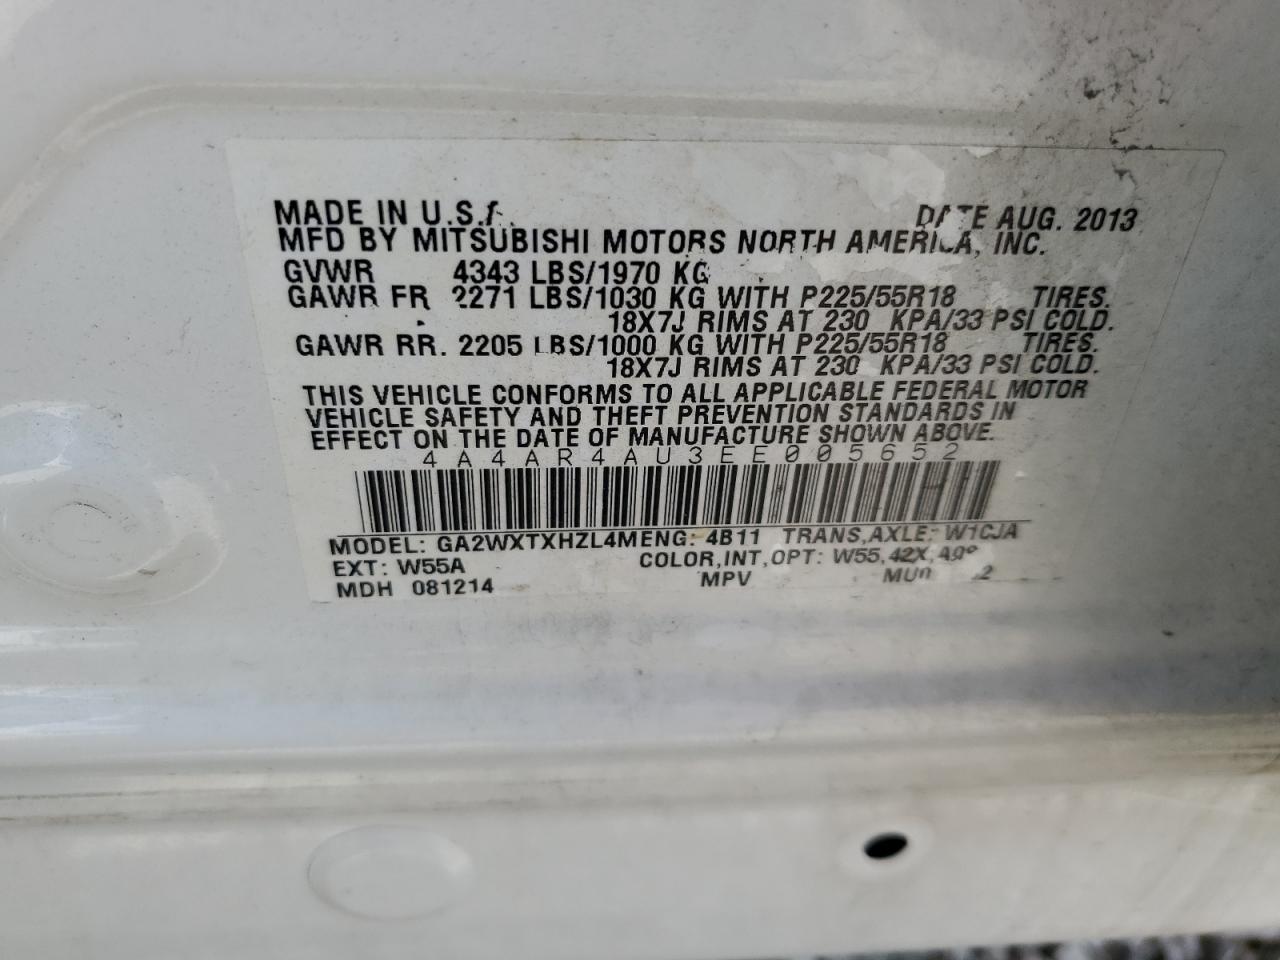 MADE IN U.S. DATE AUG. 2013
MFD BY MITSUBISHI MOTORS NORTH AMERICA, INC.
GVWR 4343 LBS/1970 KG
GAWR FR 2271 LBS/1030 KG WITH P225/55R18 TIRES.
18X7J RIMS AT 230 KPA/33 PSI COLD.
GAWR RR. 2205 LBS/1000 KG WITH P225/55R18 TIRES.
18X7J RIMS AT 230 KPA/33 PSI COLD.
THIS VEHICLE CONFORMS TO ALL APPLICABLE FEDERAL MOTOR
VEHICLE SAFETY AND THEFT PREVENTION STANDARDS IN
EFFECT ON THE DATE OF MANUFACTURE SHOWN ABOVE.
4A4AR4AU3EE005652
MODEL: GA2WXTXHZL4MENG: 4B11 TRANS,AXLE: W1CJA
EXT: W55A COLOR,INT,OPT: W55,42X,
MDH 081214 MPV